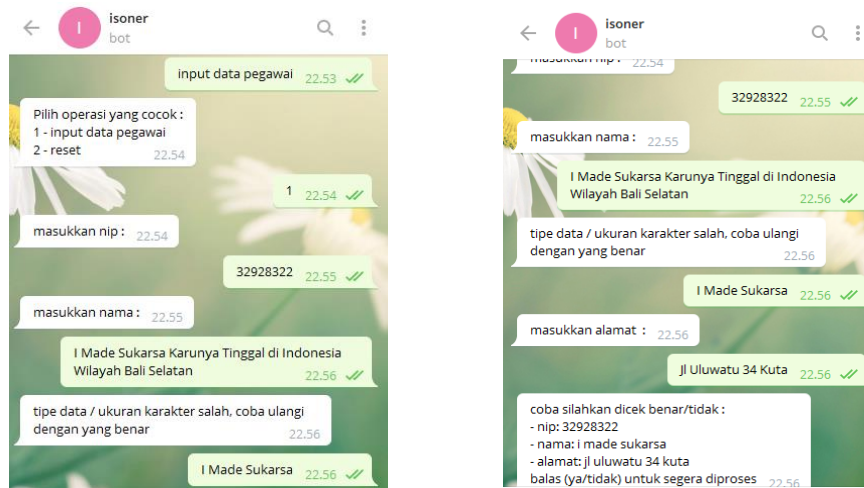 isoner
bot
input data pegawai 22.53
Pilih operasi yang cocok :
1 - input data pegawai
2 - reset 22.54
1 22.54
masukkan nip : 22.54
32928322 22.55
masukkan nama : 22.55
I Made Sukarsa Karunya Tinggal di Indonesia
Wilayah Bali Selatan 22.56
tipe data / ukuran karakter salah, coba ulangi
dengan yang benar 22.56
I Made Sukarsa 22.56
isoner
bot
masukkan nip : 22.54
32928322 22.55
masukkan nama : 22.55
I Made Sukarsa Karunya Tinggal di Indonesia
Wilayah Bali Selatan 22.56
tipe data / ukuran karakter salah, coba ulangi
dengan yang benar 22.56
I Made Sukarsa 22.56
masukkan alamat : 22.56
Jl Uluwatu 34 Kuta 22.56
coba silahkan dicek benar/tidak :
- nip: 32928322
- nama: i made sukarsa
- alamat: jl uluwatu 34 kuta
balas (ya/tidak) untuk segera diproses 22.56